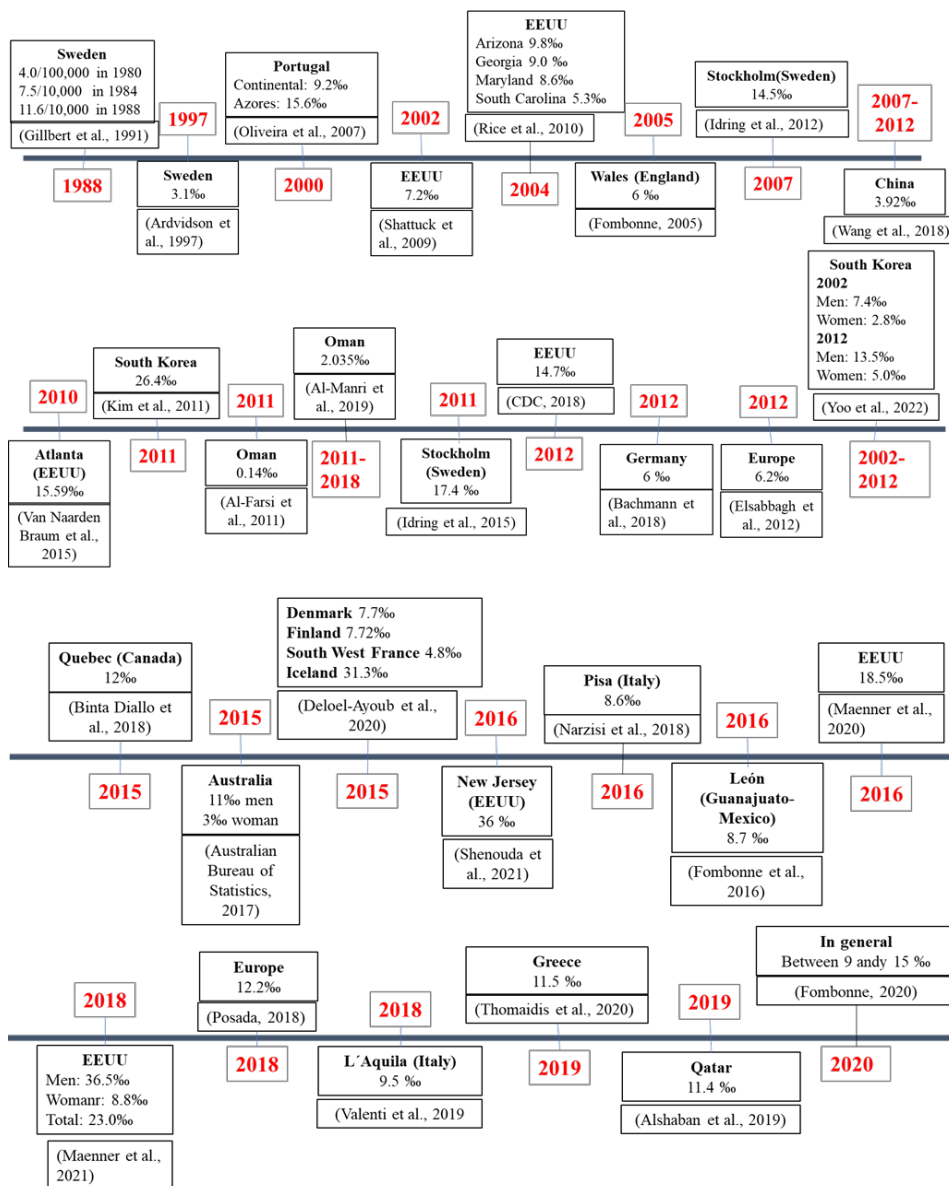 Sweden
4.0/100,000 in 1980
7.5/10,000 in 1984
11.6/10,000 in 1988
(Gillbert et al., 1991)
1988
1997
Sweden
3.1‰
(Ardvidson et
al., 1997)
Portugal
Continental: 9.2‰
Azores: 15.6‰
(Oliveira et al., 2007)
2000
2002
EEUU
7.2‰
(Shattuck et
al., 2009)
EEUU
Arizona 9.8‰
Georgia 9.0 ‰
Maryland 8.6‰
South Carolina 5.3‰
(Rice et al., 2010)
2004
2005
Wales (England)
6 ‰
(Fombonne, 2005)
Stockholm(Sweden)
14.5‰
(Idring et al., 2012)
2007
2007-
2012
China
3.92‰
(Wang et al., 2018)
2010
Atlanta
(EEUU)
15.59‰
(Van Naarden
Braum et al.,
2015)
South Korea
26.4‰
(Kim et al., 2011)
2011
2011
Oman
0.14‰
(Al-Farsi et
al., 2011)
Oman
2.035‰
(Al-Manri et
al., 2019)
2011-
2018
2011
Stockholm
(Sweden)
17.4 ‰
(Idring et al., 2015)
EEUU
14.7‰
(CDC, 2018)
2012
2012
Germany
6 ‰
(Bachmann et
al., 2018)
2012
Europe
6.2‰
(Elsabbagh et
al., 2012)
South Korea
2002
Men: 7.4‰
Women: 2.8‰
2012
Men: 13.5‰
Women: 5.0‰
(Yoo et al., 2022)
2002-
2012
Quebec (Canada)
12‰
(Binta Diallo et
al., 2018)
2015
2015
Australia
11‰ men
3‰ woman
(Australian
Bureau of
Statistics,
2017)
Denmark 7.7‰
Finland 7.72‰
South West France 4.8‰
Iceland 31.3‰
(Deloel-Ayoub et
al., 2020)
2015
2016
New Jersey
(EEUU)
36 ‰
(Shenouda et
al., 2021)
Pisa (Italy)
8.6‰
(Narzisi et al., 2018)
2016
2016
León
(Guanajuato-
Mexico)
8.7 ‰
(Fombonne et al.,
2016)
EEUU
18.5‰
(Maenner et al.,
2020)
2016
2018
EEUU
Men: 36.5‰
Womanr: 8.8‰
Total: 23.0‰
(Maenner et al.,
2021)
Europe
12.2‰
(Posada, 2018)
2018
2018
L´Aquila (Italy)
9.5 ‰
(Valenti et al., 2019
Greece
11.5 ‰
(Thomaidis et al., 2020)
2019
2019
Qatar
11.4 ‰
(Alshaban et al., 2019)
In general
Between 9 andy 15 ‰
(Fombonne, 2020)
2020